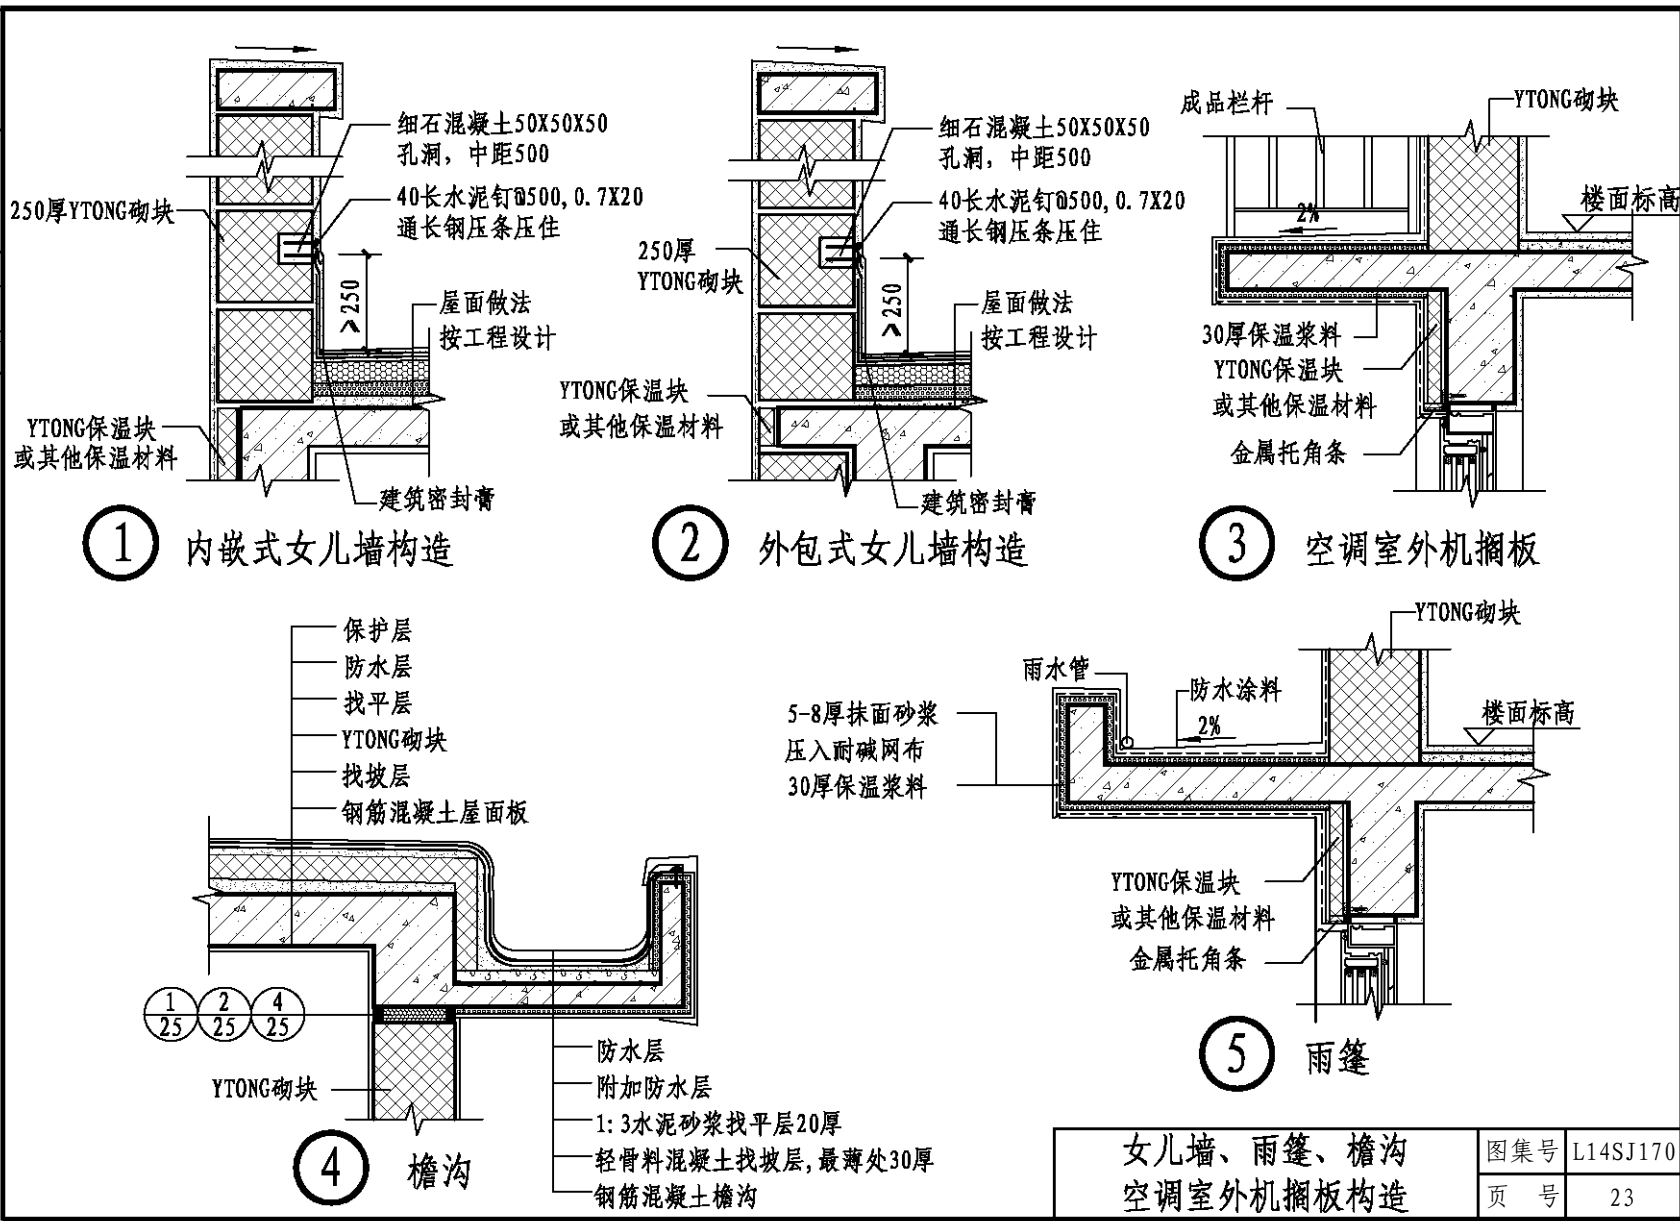 细石混凝土50X50X50
孔洞，中距500
40长水泥钉@500,0.7X20
通长钢压条压住
250厚YTONG砌块
≥250
屋面做法
按工程设计
YTONG保温块
或其他保温材料
建筑密封膏
1 内嵌式女儿墙构造
细石混凝土50X50X50
孔洞，中距500
40长水泥钉@500,0.7X20
通长钢压条压住
250厚
YTONG砌块
≥250
屋面做法
按工程设计
YTONG保温块
或其他保温材料
建筑密封膏
2 外包式女儿墙构造
成品栏杆
YTONG砌块
楼面标高
2%
30厚保温浆料
YTONG保温块
或其他保温材料
金属托角条
3 空调室外机搁板
保护层
防水层
找平层
YTONG砌块
找坡层
钢筋混凝土屋面板
1 2 4
25 25 25
YTONG砌块
防水层
附加防水层
1:3水泥砂浆找平层20厚
轻骨料混凝土找坡层,最薄处30厚
钢筋混凝土檐沟
4 檐沟
YTONG砌块
雨水管
防水涂料
2%
楼面标高
5-8厚抹面砂浆
压入耐碱网布
30厚保温浆料
YTONG保温块
或其他保温材料
金属托角条
5 雨篷
女儿墙、雨篷、檐沟
空调室外机搁板构造
图集号 L14SJ170
页 号 23